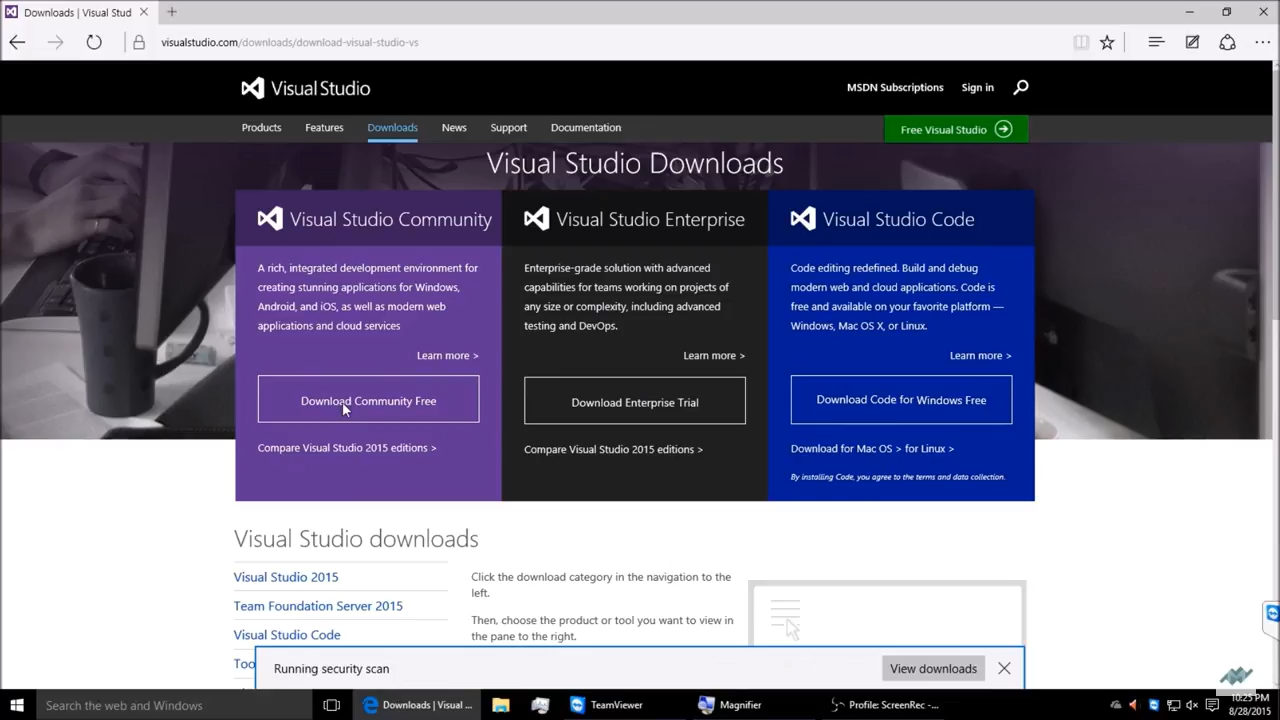 Downloads | Visual Stud
visualstudio.com/downloads/download-visual-studio-vs
Visual Studio
MSDN Subscriptions
Sign in
Products
Features
Downloads
News
Support
Documentation
Free Visual Studio
Visual Studio Downloads
Visual Studio Community
A rich, integrated development environment for
creating stunning applications for Windows,
Android, and iOS, as well as modern web
applications and cloud services
Learn more >
Download Community Free
Compare Visual Studio 2015 editions >
Visual Studio Enterprise
Enterprise-grade solution with advanced
capabilities for teams working on projects of
any size or complexity, including advanced
testing and DevOps.
Learn more >
Download Enterprise Trial
Compare Visual Studio 2015 editions >
Visual Studio Code
Code editing redefined. Build and debug
modern web and cloud applications. Code is
free and available on your favorite platform —
Windows, Mac OS X, or Linux.
Learn more >
Download Code for Windows Free
Download for Mac OS > for Linux >
By installing Code, you agree to the terms and data collection.
Visual Studio downloads
Visual Studio 2015
Team Foundation Server 2015
Visual Studio Code
Too
Click the download category in the navigation to the
left.
Then, choose the product or tool you want to view in
the pane to the right.
Running security scan
View downloads
Search the web and Windows
Downloads | Visual ...
TeamViewer
Magnifier
Profile: ScreenRec - ...
10:25 PM
8/28/2015